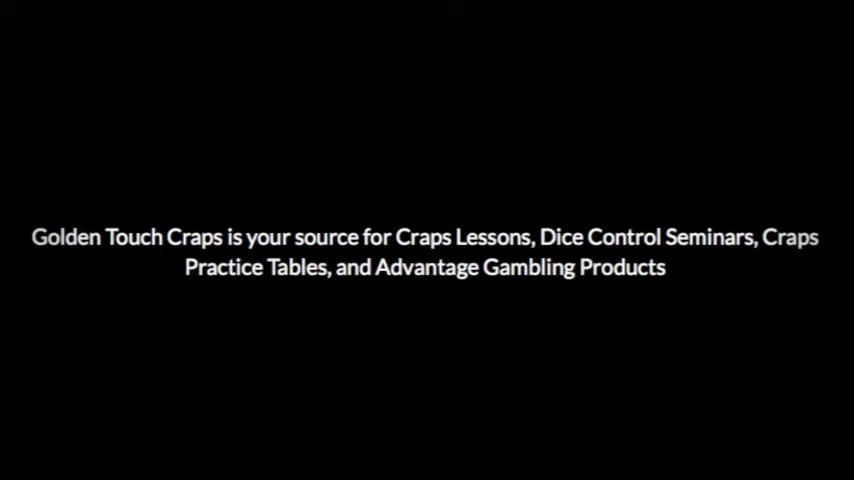 Golden Touch Craps is your source for Craps Lessons, Dice Control Seminars, Craps
Practice Tables, and Advantage Gambling Products